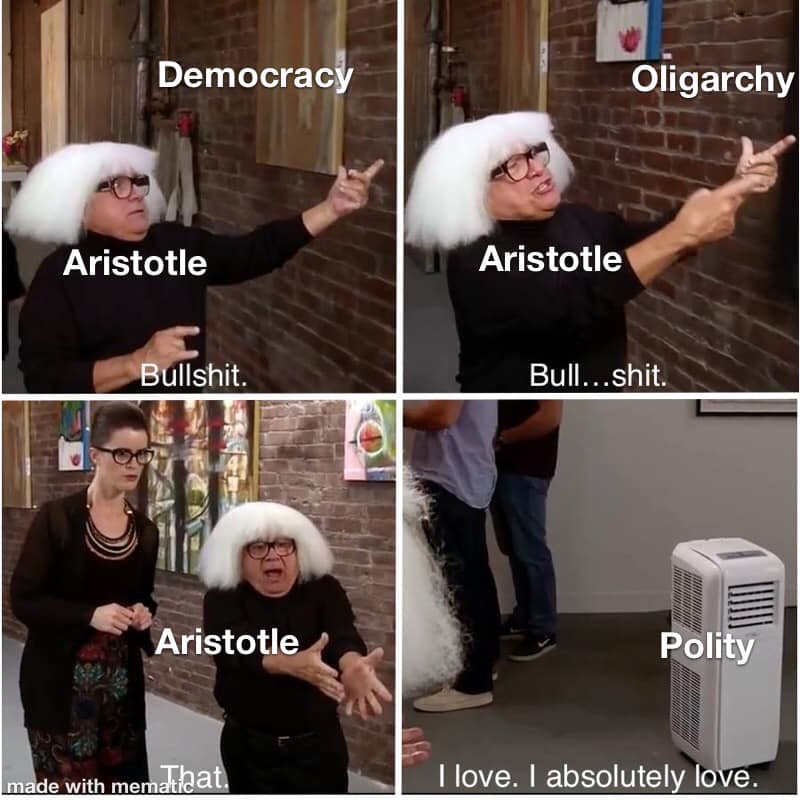 Democracy
Aristotle
Bullshit.
Oligarchy
Aristotle
Bull...shit.
Aristotle
That.
made with mematic
Polity
I love. I absolutely love.